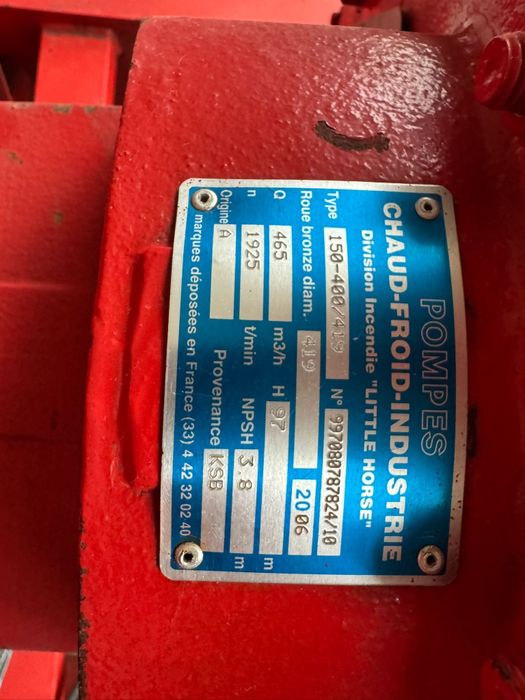 POMPES
CHAUD-FROID-INDUSTRIE
Division Incendie "LITTLE HORSE"
Type 150-400/419 N° 997080787824/10
Roue bronze diam. 419 2006
Q 465 m3/h H 97 m
n 1925 t/min NPSH 3.8 m
Origine A Provenance KSB
marques déposées en France (33) 4 42 32 02 40